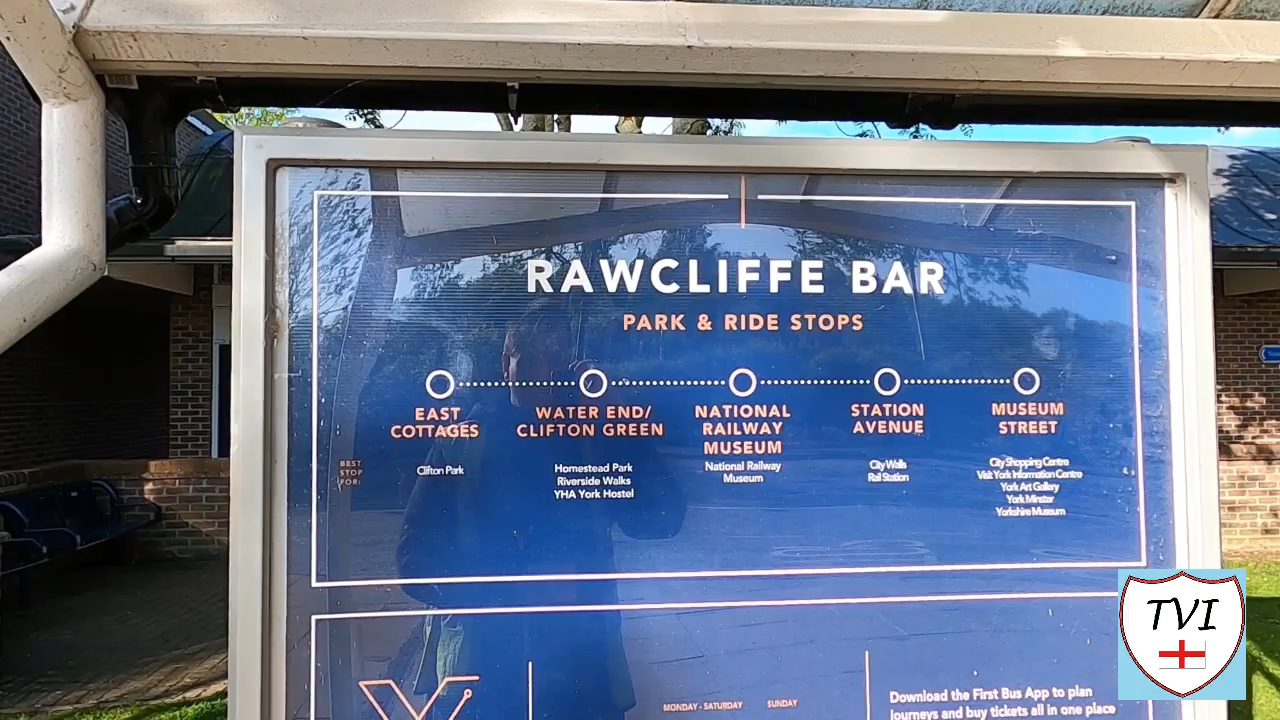 RAWCLIFFE BAR
PARK & RIDE STOPS
EAST
COTTAGES
WATER END/
CLIFTON GREEN
NATIONAL
RAILWAY
MUSEUM
STATION
AVENUE
MUSEUM
STREET
BEST
STOP
FOR:
Clifton Park
Homestead Park
Riverside Walks
YHA York Hostel
National Railway
Museum
City Walls
Rail Station
City Shopping Centre
Visit York Information Centre
York Art Gallery
York Minster
Yorkshire Museum
MONDAY - SATURDAY
SUNDAY
Download the First Bus App to plan
journeys and buy tickets all in one place
TVI